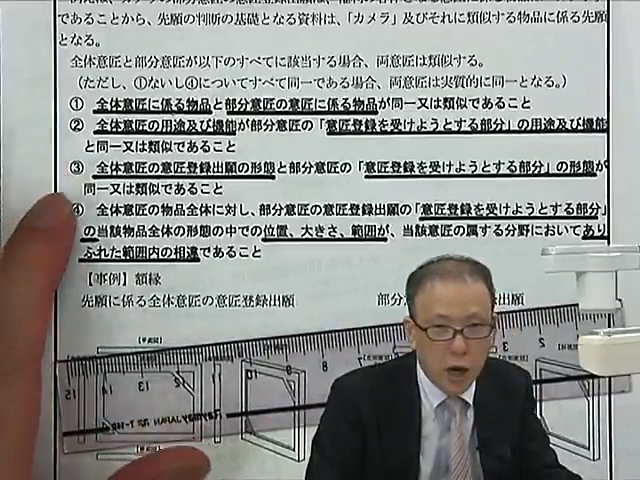 であることから、先願の判断の基礎となる資料は、「カメラ」及びそれに類似する物品に係る先願
となる。
全体意匠と部分意匠が以下のすべてに該当する場合、両意匠は類似する。
(ただし、①ないし④についてすべて同一である場合、両意匠は実質的に同一となる。)
① 全体意匠に係る物品と部分意匠の意匠に係る物品が同一又は類似であること
② 全体意匠の用途及び機能が部分意匠の「意匠登録を受けようとする部分」の用途及び機能
と同一又は類似であること
③ 全体意匠の意匠登録出願の形態と部分意匠の「意匠登録を受けようとする部分」の形態が
同一又は類似であること
④ 全体意匠の物品全体に対し、部分意匠の意匠登録出願の「意匠登録を受けようとする部分」
の当該物品全体の形態の中での位置、大きさ、範囲が、当該意匠の属する分野においてあり
ふれた範囲内の相違であること
【事例】額縁
先願に係る全体意匠の意匠登録出願 部分 出願
15 14 13 12 10 9 8 7 3 2
JAPAN